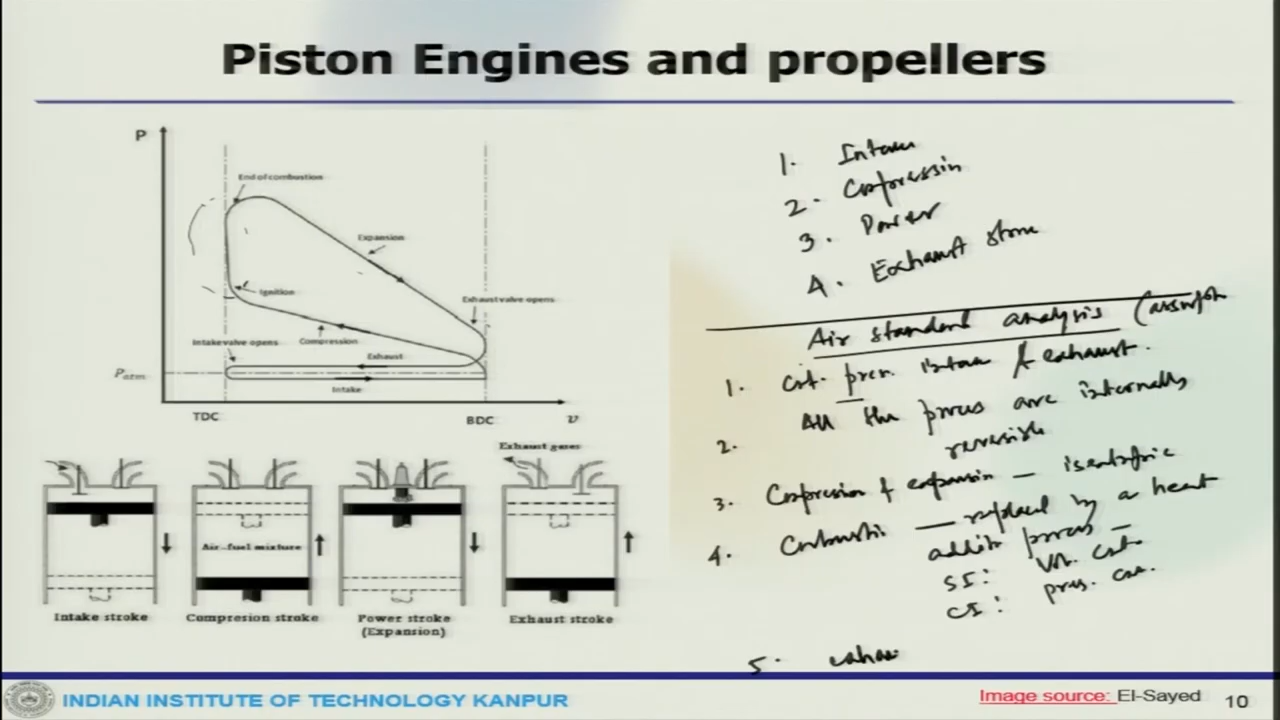 Piston Engines and propellers
P
End of combustion
Expansion
Ignition
Exhaust valve opens
Intake valve opens
Compression
Exhaust
Patm
Intake
TDC
BDC
v
Exhaust gases
Air-fuel mixture
Intake stroke
Compresion stroke
Power stroke
(Expansion)
Exhaust stroke
1. Intake
2. Compression
3. Power
4. Exhaust stroke
Air standard analysis (assumption
1. Cst. pres. intake & exhaust.
2. All the process are internally
reversible
3. Compression & expansion — isentropic
4. Combustion — replaced by a heat
addition process —
SI: Vol. cst.
CI: pres. cst.
5. exhau
INDIAN INSTITUTE OF TECHNOLOGY KANPUR
Image source: El-Sayed
10